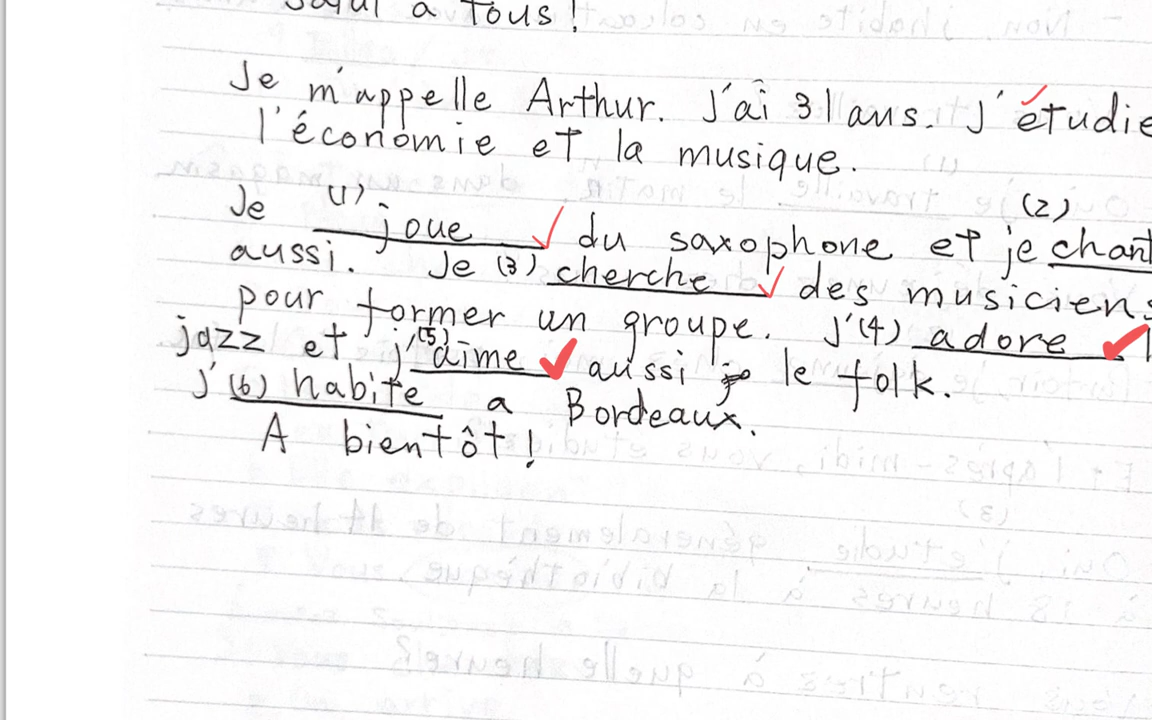 à tous !
Je m'appelle Arthur. J'ai 31 ans. J'étudie
l'économie et la musique.
Je (1) joue du saxophone et je (2) chant
aussi. Je (3) cherche des musiciens
pour former un groupe. J'(4) adore
jazz et j'(5) aime aussi le folk.
J'(6) habite a Bordeaux.
A bientôt !